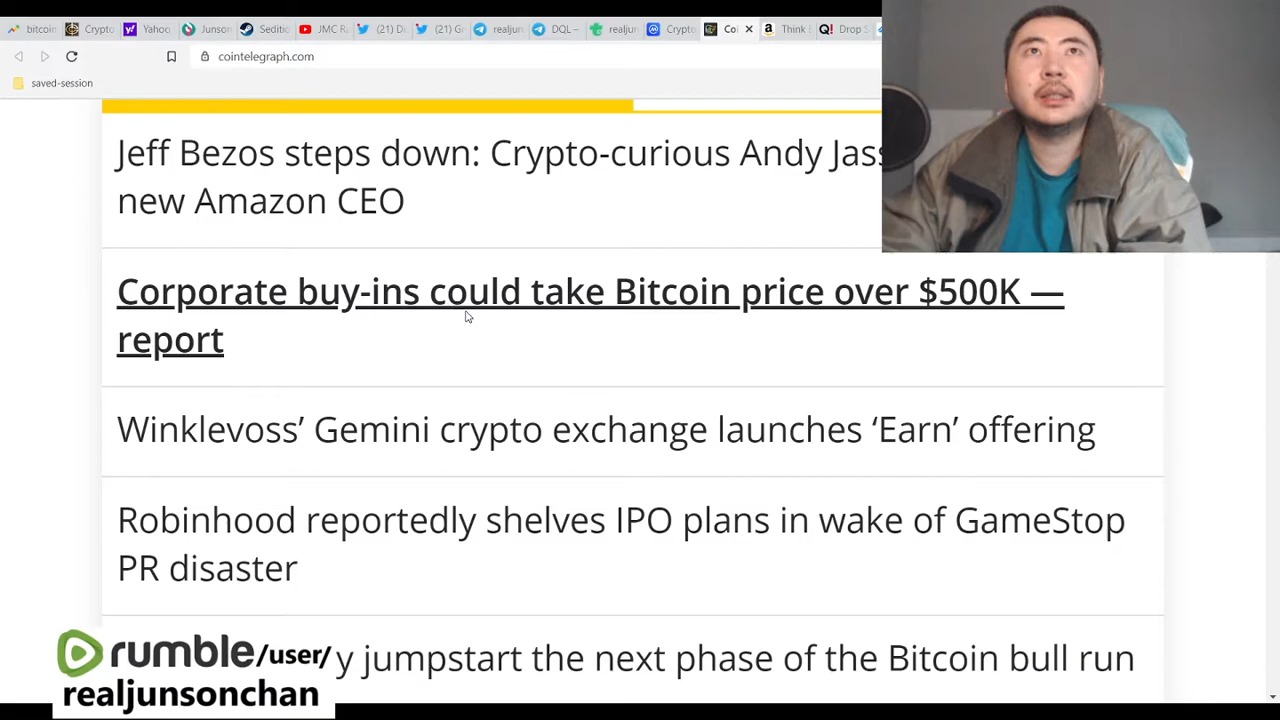 bitcoin Crypto Yahoo Junson Seditio JMC R (21) D (21) G realjun DQL – realjur Crypto Co Think Drop S
cointelegraph.com
saved-session
Jeff Bezos steps down: Crypto-curious Andy Jass
new Amazon CEO
Corporate buy-ins could take Bitcoin price over $500K —
report
Winklevoss’ Gemini crypto exchange launches ‘Earn’ offering
Robinhood reportedly shelves IPO plans in wake of GameStop
PR disaster
y jumpstart the next phase of the Bitcoin bull run
rumble/user/
realjunsonchan